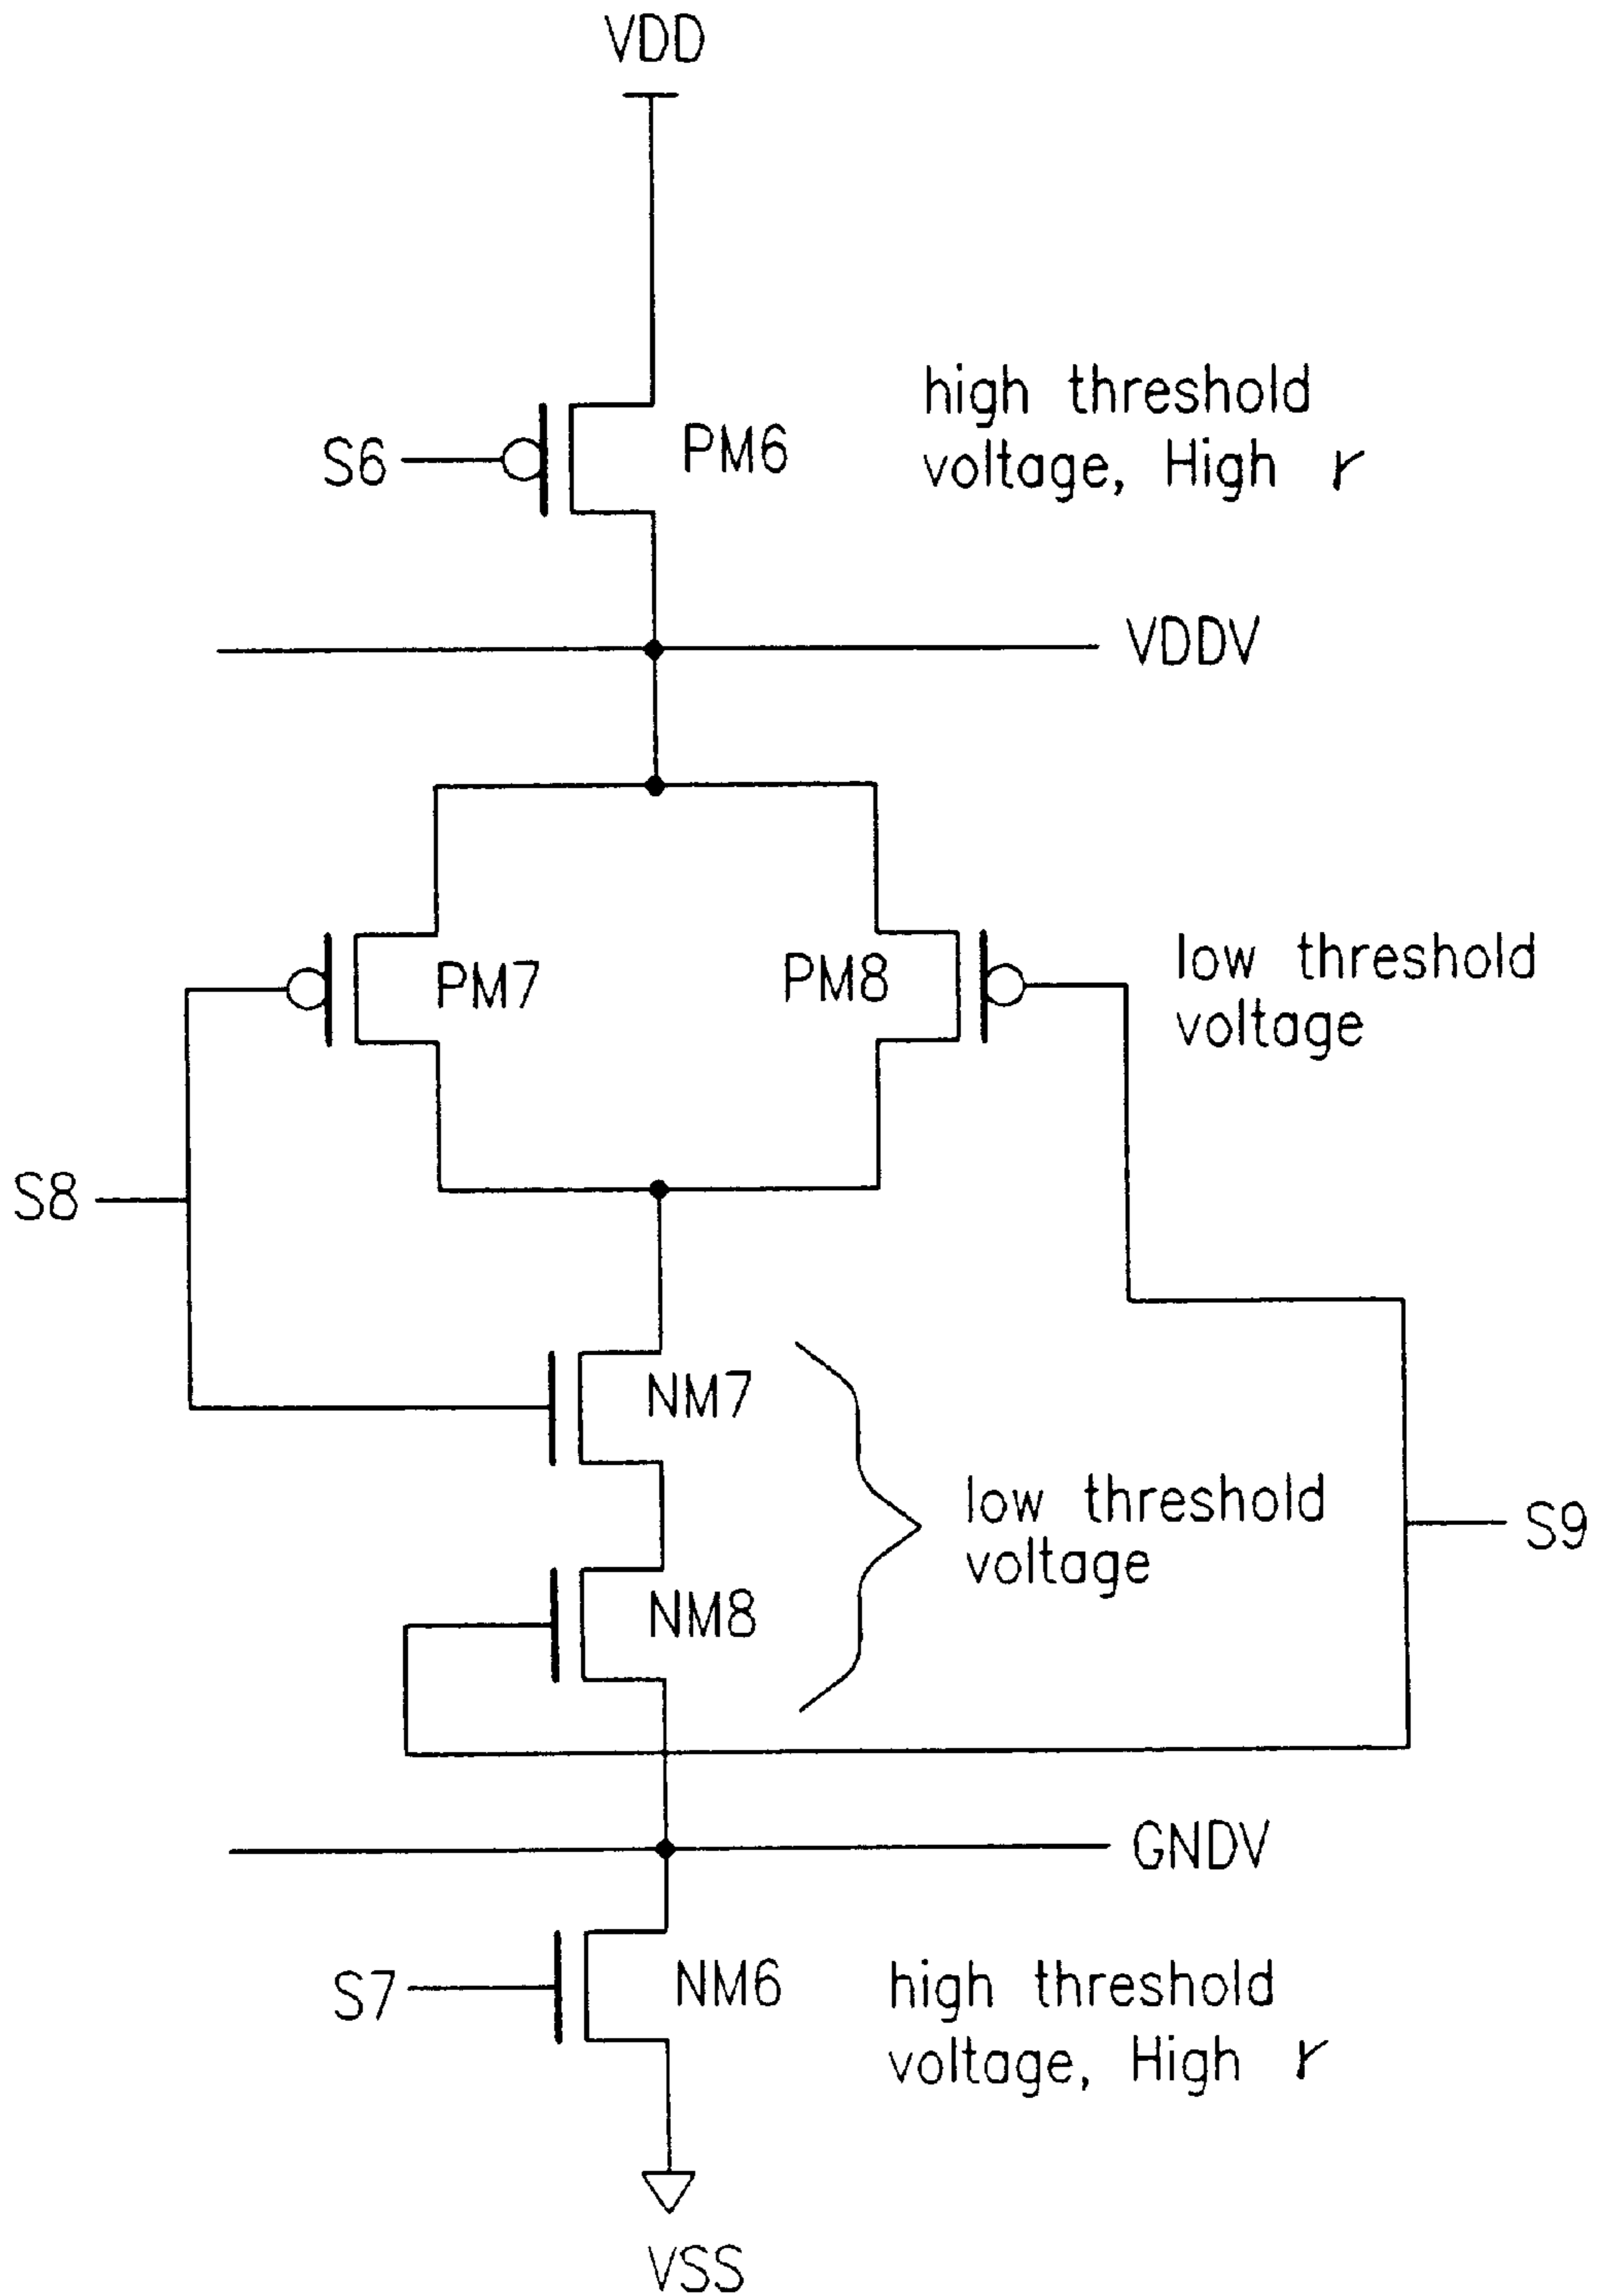 VDD
high threshold
S6
PM6
voltage, High r
VDDV
PM7
PM8
low threshold
voltage
S8
NM7
low threshold
voltage
S9
NM8
GNDV
S7
NM6
high threshold
voltage, High r
VSS